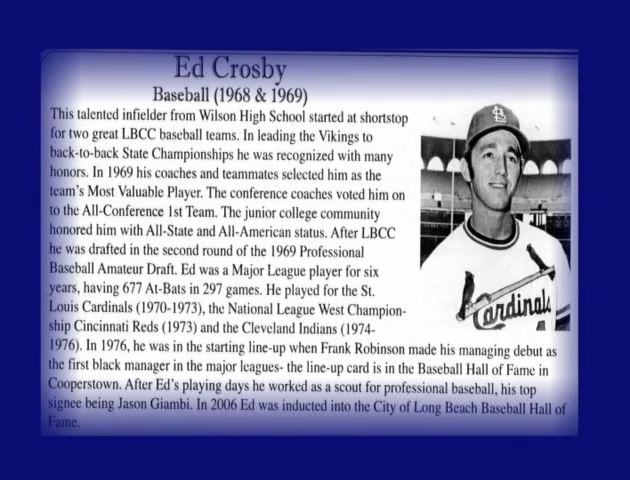 Ed Crosby
Baseball (1968 & 1969)
This talented infielder from Wilson High School started at shortstop
for two great LBCC baseball teams. In leading the Vikings to
back-to-back State Championships he was recognized with many
honors. In 1969 his coaches and teammates selected him as the
team's Most Valuable Player. The conference coaches voted him on
to the All-Conference 1st Team. The junior college community
honored him with All-State and All-American status. After LBCC
he was drafted in the second round of the 1969 Professional
Baseball Amateur Draft. Ed was a Major League player for six
years, having 677 At-Bats in 297 games. He played for the St.
Louis Cardinals (1970-1973), the National League West Champion-
ship Cincinnati Reds (1973) and the Cleveland Indians (1974-
1976). In 1976, he was in the starting line-up when Frank Robinson made his managing debut as
the first black manager in the major leagues- the line-up card is in the Baseball Hall of Fame in
Cooperstown. After Ed's playing days he worked as a scout for professional baseball, his top
signee being Jason Giambi. In 2006 Ed was inducted into the City of Long Beach Baseball Hall of
Fame.
StL
Cardinals